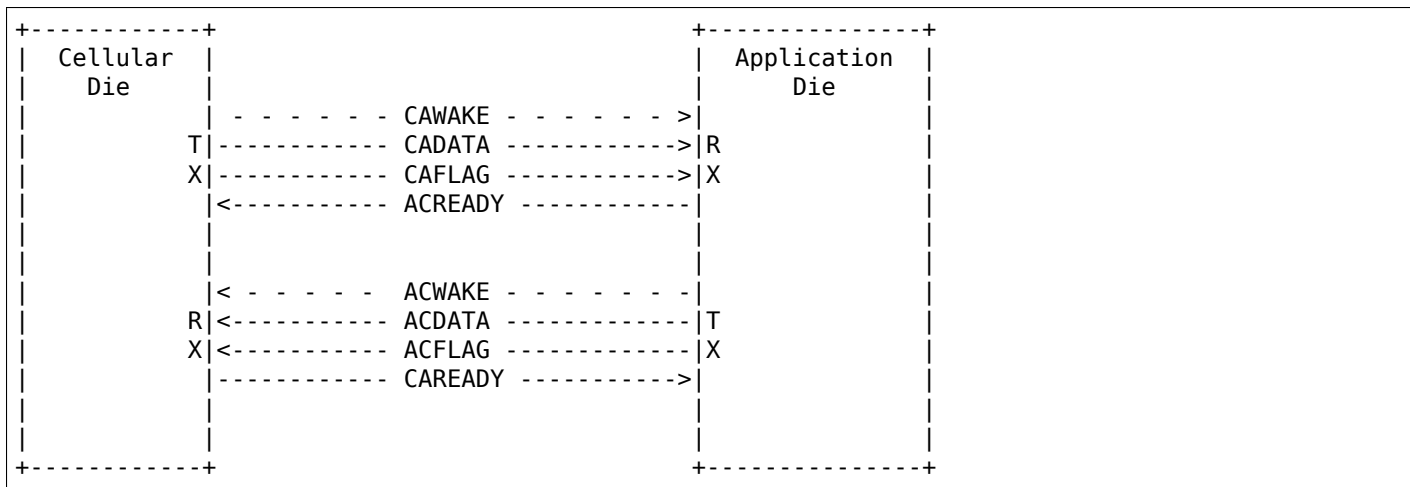 +------------+                                  +---------------+
|  Cellular  |                                  |  Application  |
|    Die     |                                  |      Die      |
|            | - - - - - - CAWAKE - - - - - - >|               |
|           T|------------ CADATA ------------>|R              |
|           X|------------ CAFLAG ------------>|X              |
|            |<----------- ACREADY ------------|               |
|            |                                 |               |
|            |                                 |               |
|            |< - - - - -  ACWAKE - - - - - - -|               |
|           R|<----------- ACDATA -------------|T              |
|           X|<----------- ACFLAG -------------|X              |
|            |------------ CAREADY ----------->|               |
|            |                                 |               |
|            |                                 |               |
+------------+                                 +---------------+